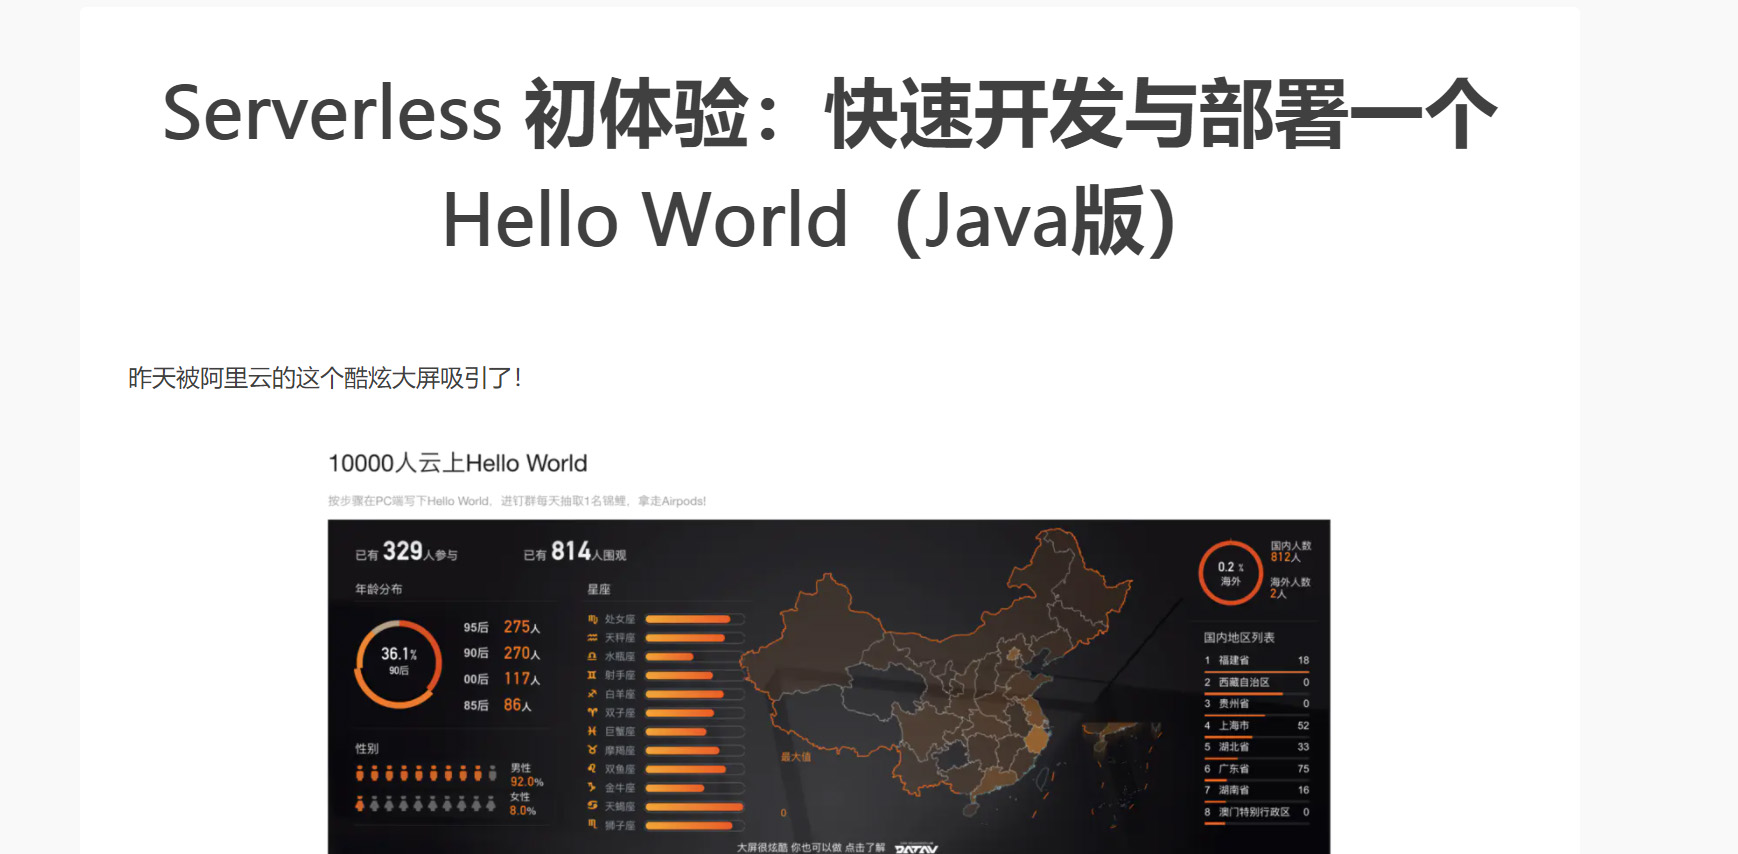 Serverless 初体验：快速开发与部署一个
Hello World（Java版）
昨天被阿里云的这个酷炫大屏吸引了！
10000人云上Hello World
按步骤在PC端写下Hello World，进钉群每天抽取1名锦鲤，拿走Airpods!
已有 329人参与
已有 814人围观
年龄分布
36.1%
90后
95后 275人
90后 270人
00后 117人
85后 86人
性别
男性
92.0%
女性
8.0%
星座
处女座
天秤座
水瓶座
射手座
白羊座
双子座
巨蟹座
摩羯座
双鱼座
金牛座
天蝎座
狮子座
最大值
0
0.2 %
海外
国内人数
812人
海外人数
2人
国内地区列表
1 福建省 18
2 西藏自治区 0
3 贵州省 0
4 上海市 52
5 湖北省 33
6 广东省 75
7 湖南省 16
8 澳门特别行政区 0
大屏很炫酷 你也可以做 点击了解